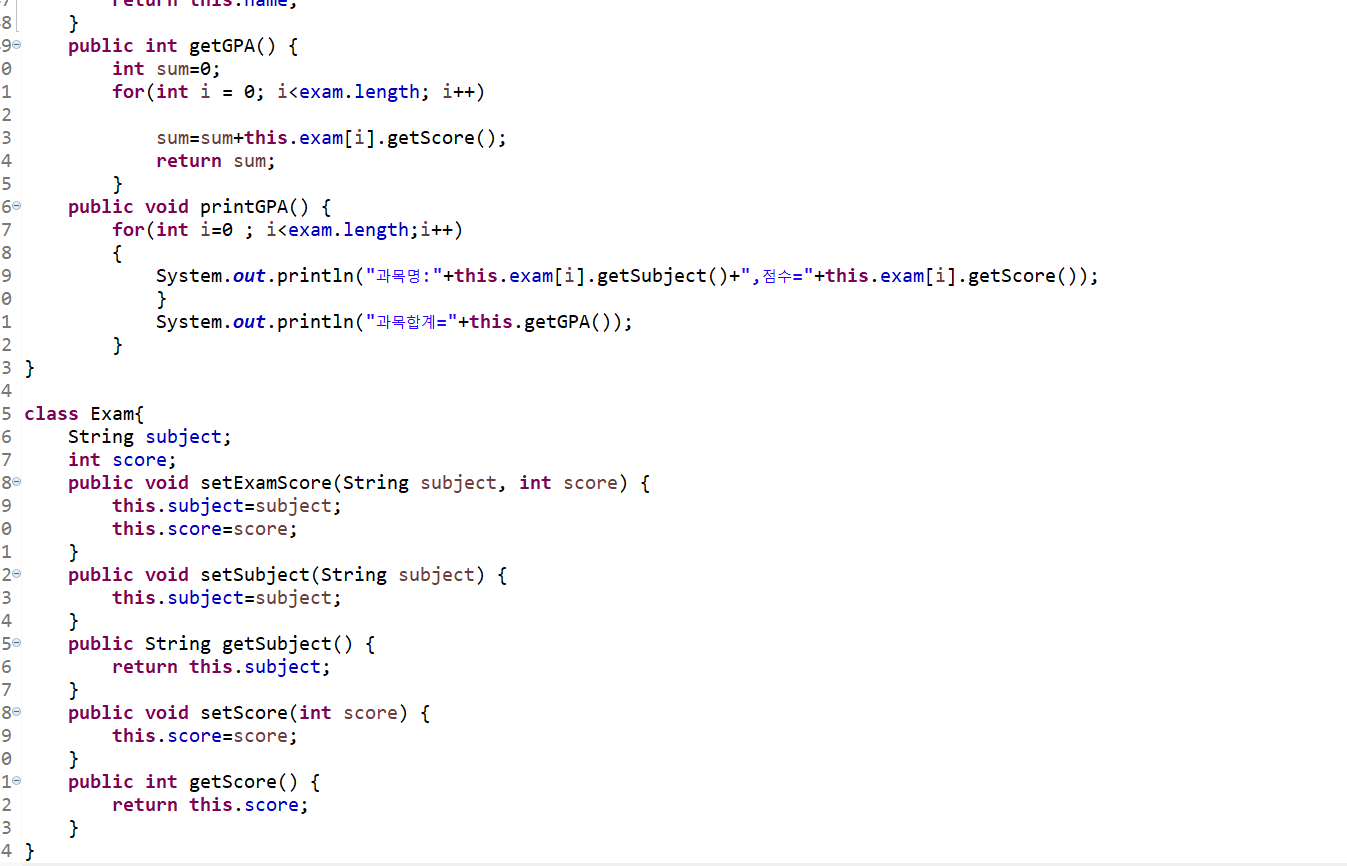 return this.name;
8 }
9 public int getGPA() {
0 int sum=0;
1 for(int i = 0; i<exam.length; i++)
2
3 sum=sum+this.exam[i].getScore();
4 return sum;
5 }
6 public void printGPA() {
7 for(int i=0 ; i<exam.length;i++)
8 {
9 System.out.println("과목명:"+this.exam[i].getSubject()+",점수="+this.exam[i].getScore());
0 }
1 System.out.println("과목합계="+this.getGPA());
2 }
3 }
4
5 class Exam{
6 String subject;
7 int score;
8 public void setExamScore(String subject, int score) {
9 this.subject=subject;
0 this.score=score;
1 }
2 public void setSubject(String subject) {
3 this.subject=subject;
4 }
5 public String getSubject() {
6 return this.subject;
7 }
8 public void setScore(int score) {
9 this.score=score;
0 }
1 public int getScore() {
2 return this.score;
3 }
4 }